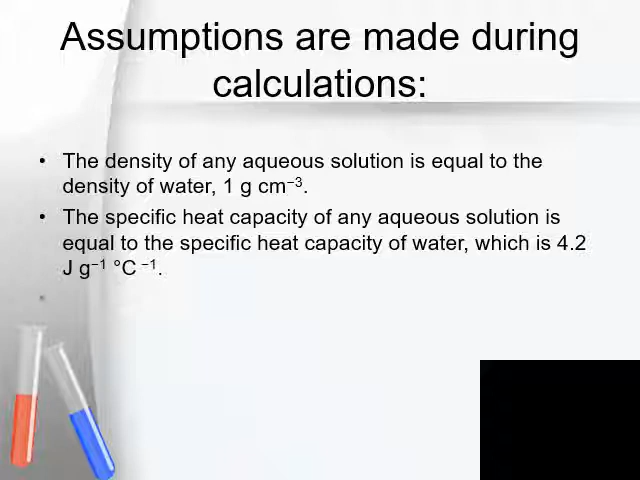 Assumptions are made during
calculations:
• The density of any aqueous solution is equal to the
density of water, 1 g cm⁻³.
• The specific heat capacity of any aqueous solution is
equal to the specific heat capacity of water, which is 4.2
J g⁻¹ °C ⁻¹.